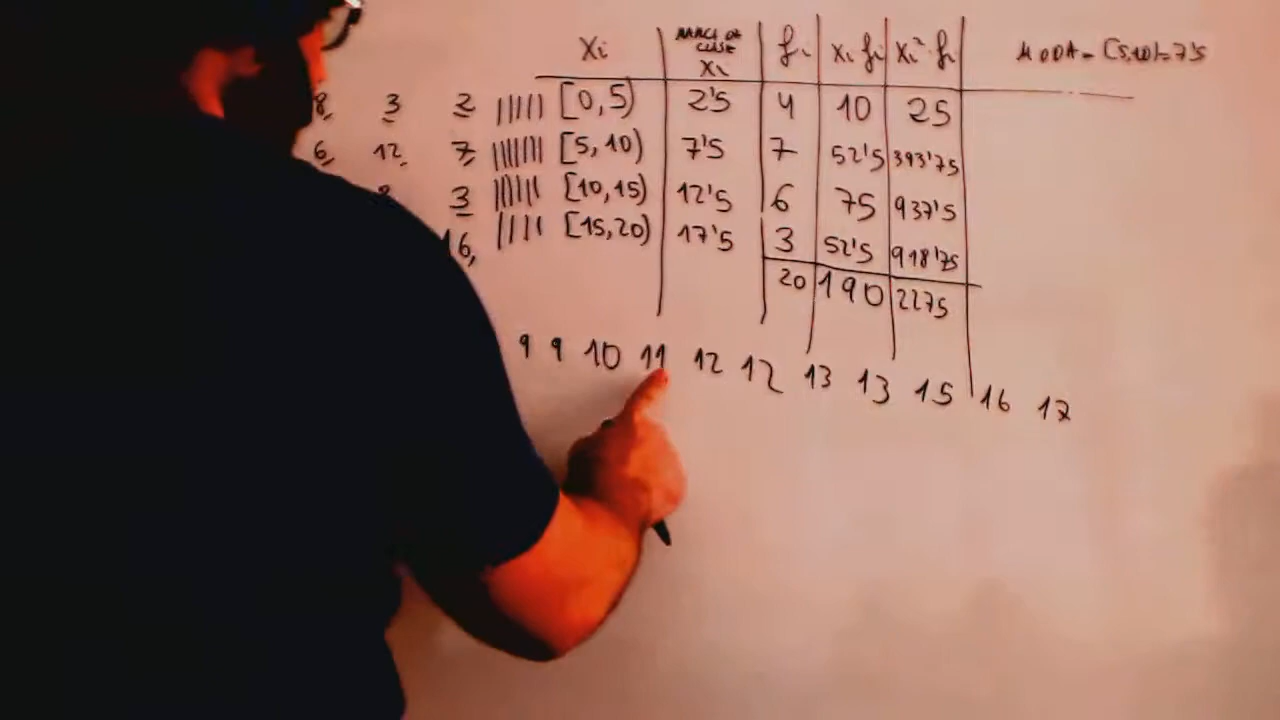 Xi MARCA DE CLASE Xi fi Xi fi Xi² fi MODA = [5,10) = 7'5
8, 3 2 [0,5) 2'5 4 10 25
6, 12, 7, [5,10) 7'5 7 52'5 393'75
3 [10,15) 12'5 6 75 937'5
16, [15,20) 17'5 3 52'5 918'75
20 190 2275
9 9 10 11 12 12 13 13 15 16 17